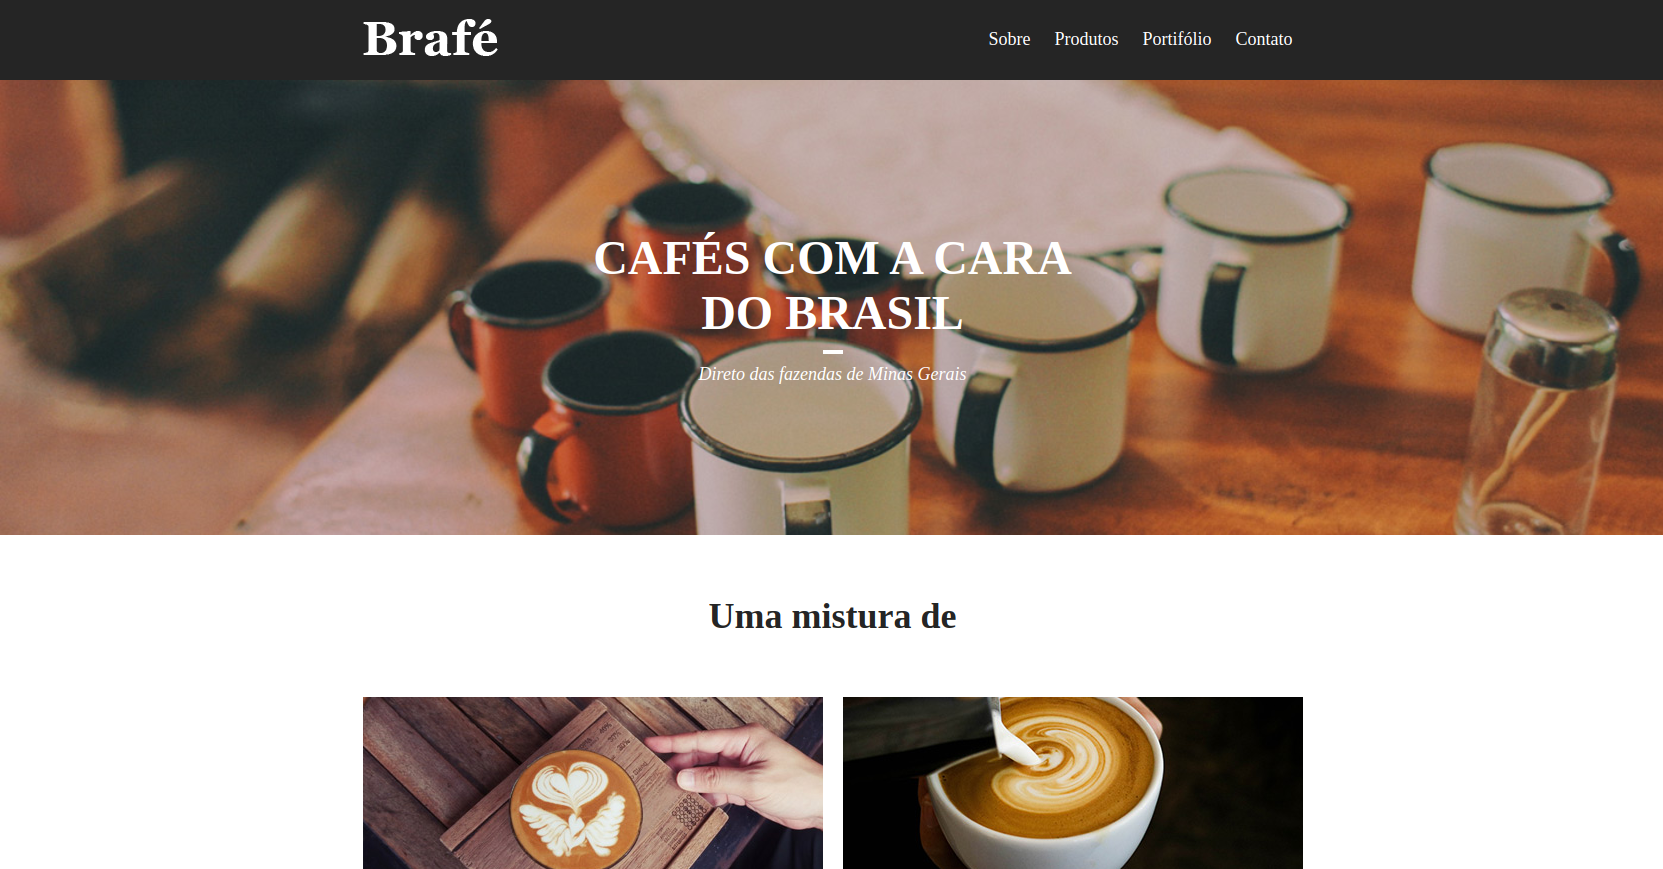 Brafé
Sobre Produtos Portifólio Contato
CAFÉS COM A CARA
DO BRASIL
Direto das fazendas de Minas Gerais
Uma mistura de